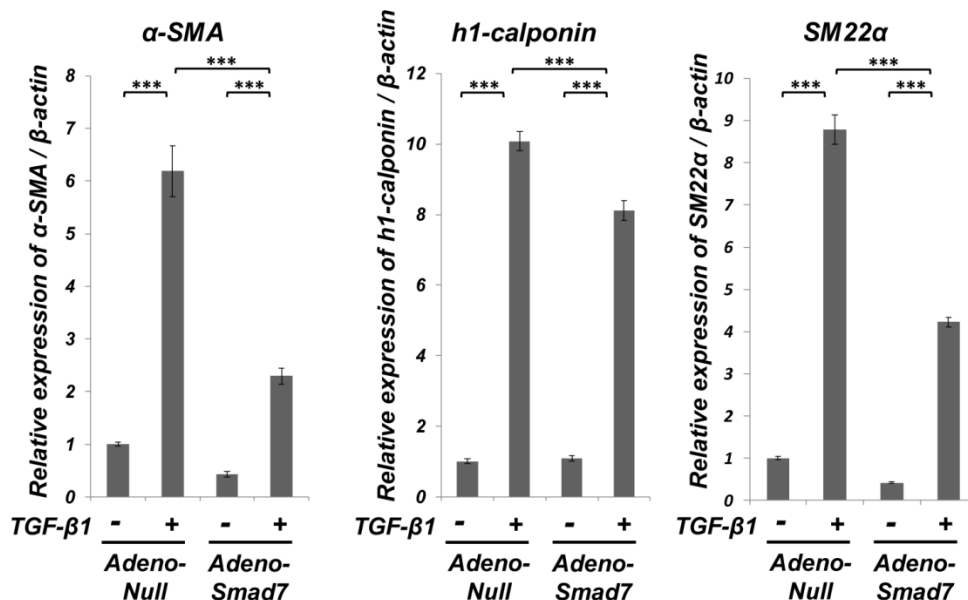 α-SMA
Relative expression of α-SMA / β-actin
8
7
6
5
4
3
2
1
0
***
***
***
TGF-β1
- + - +
Adeno-
Null
Adeno-
Smad7
h1-calponin
Relative expression of h1-calponin / β-actin
12
10
8
6
4
2
0
***
***
***
TGF-β1
- + - +
Adeno-
Null
Adeno-
Smad7
SM22α
Relative expression of SM22α / β-actin
10
9
8
7
6
5
4
3
2
1
0
***
***
***
TGF-β1
- + - +
Adeno-
Null
Adeno-
Smad7